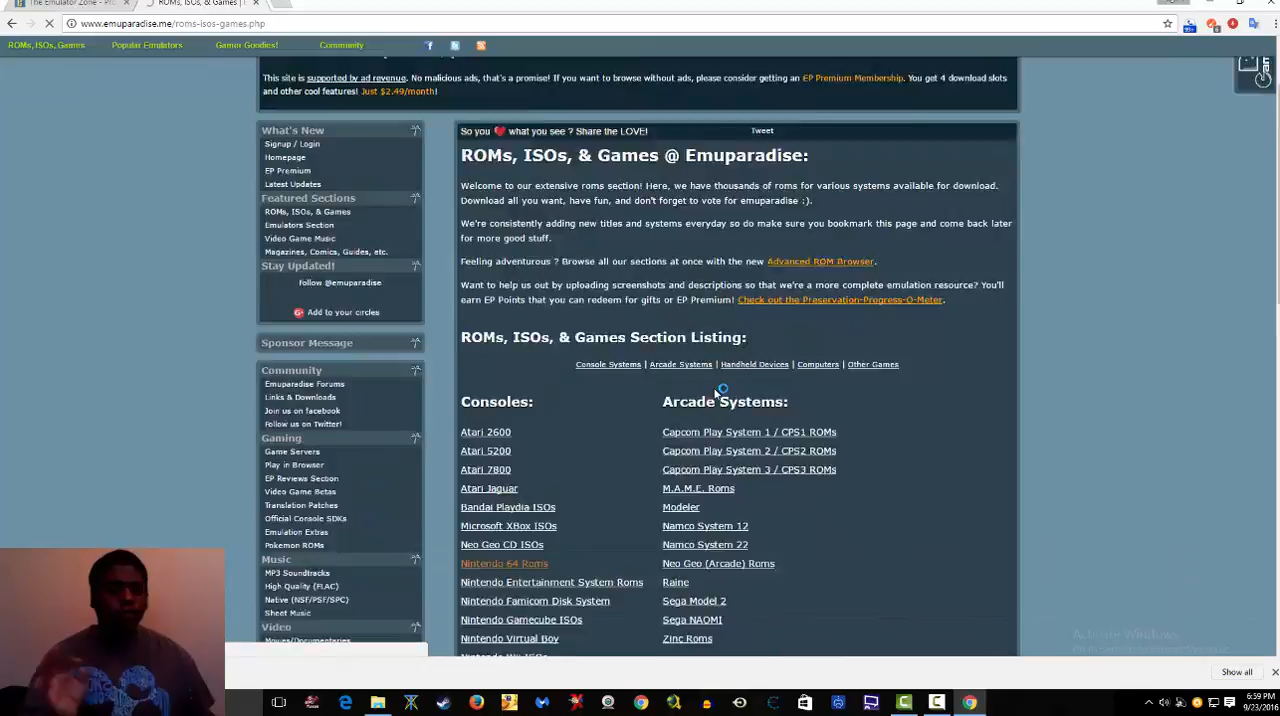 The Emulator Zone -
ROMs, ISOs, & Games |
www.emuparadise.me/roms-isos-games.php
ROMs, ISOs, Games Popular Emulators Gamer Goodies! Community
This site is supported by ad revenue. No malicious ads, that's a promise! If you want to browse without ads, please consider getting an EP Premium Membership. You get 4 download slots
and other cool features! Just $2.49/month!
What's New
Signup / Login
Homepage
EP Premium
Latest Updates
Featured Sections
ROMs, ISOs, & Games
Emulators Section
Video Game Music
Magazines, Comics, Guides, etc.
Stay Updated!
Follow @emuparadise
G+ Add to your circles
Sponsor Message
Community
Emuparadise Forums
Links & Downloads
Join us on facebook
Follow us on Twitter!
Gaming
Game Servers
Play in Browser
EP Reviews Section
Video Game Betas
Translation Patches
Official Console SDKs
Emulation Extras
Pokemon ROMs
Music
MP3 Soundtracks
High Quality (FLAC)
Native (NSF/PSF/SPC)
Sheet Music
Video
Movies/Documentaries
So you ❤ what you see ? Share the LOVE! Tweet
ROMs, ISOs, & Games @ Emuparadise:
Welcome to our extensive roms section! Here, we have thousands of roms for various systems available for download.
Download all you want, have fun, and don't forget to vote for emuparadise :).
We're consistently adding new titles and systems everyday so do make sure you bookmark this page and come back later
for more good stuff.
Feeling adventurous ? Browse all our sections at once with the new Advanced ROM Browser.
Want to help us out by uploading screenshots and descriptions so that we're a more complete emulation resource? You'll
earn EP Points that you can redeem for gifts or EP Premium! Check out the Preservation-Progress-O-Meter.
ROMs, ISOs, & Games Section Listing:
Console Systems | Arcade Systems | Handheld Devices | Computers | Other Games
Consoles:
Atari 2600
Atari 5200
Atari 7800
Atari Jaguar
Bandai Playdia ISOs
Microsoft XBox ISOs
Neo Geo CD ISOs
Nintendo 64 Roms
Nintendo Entertainment System Roms
Nintendo Famicom Disk System
Nintendo Gamecube ISOs
Nintendo Virtual Boy
Nintendo Wii ISOs
Arcade Systems:
Capcom Play System 1 / CPS1 ROMs
Capcom Play System 2 / CPS2 ROMs
Capcom Play System 3 / CPS3 ROMs
M.A.M.E. Roms
Modeler
Namco System 12
Namco System 22
Neo Geo (Arcade) Roms
Raine
Sega Model 2
Sega NAOMI
Zinc Roms
Activate Windows
Show all
6:59 PM
9/23/2016